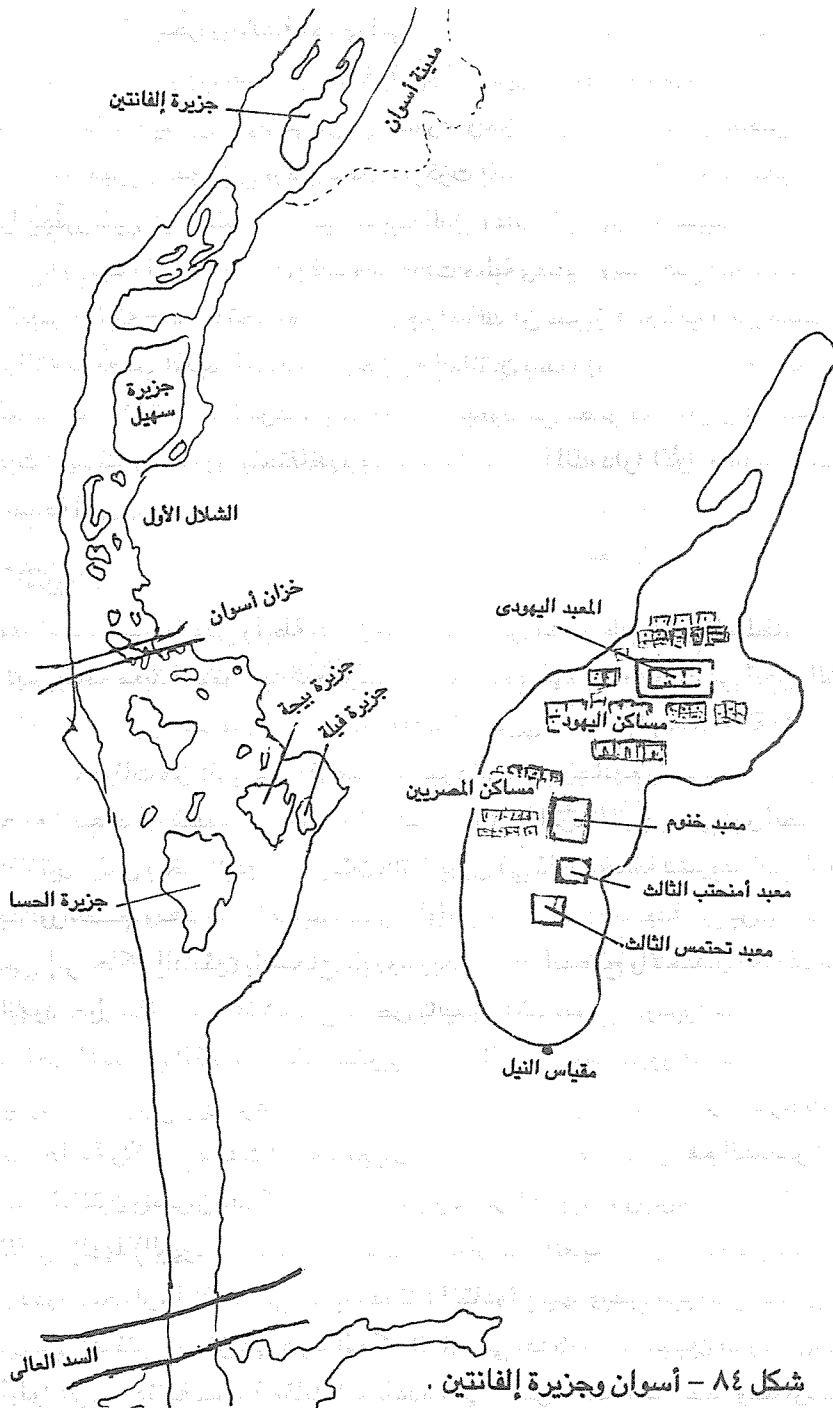 جزيرة إلفانتين
مدينة أسوان
جزيرة
سهيل
الشلال الأول
خزان أسوان
جزيرة بيجة
جزيرة فيلة
جزيرة الحسا
السد العالى
المعبد اليهودى
مساكن اليهود
مساكن المصريين
معبد خنوم
معبد أمنحتب الثالث
معبد تحتمس الثالث
مقياس النيل
شكل ٨٤ – أسوان وجزيرة إلفانتين .